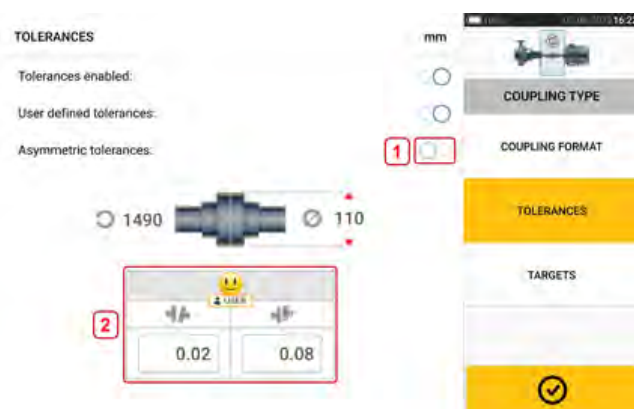 16:22
TOLERANCES mm
Tolerances enabled:
User defined tolerances:
Asymmetric tolerances:
1
1490
110
USER
2
0.02 0.08
COUPLING TYPE
COUPLING FORMAT
TOLERANCES
TARGETS